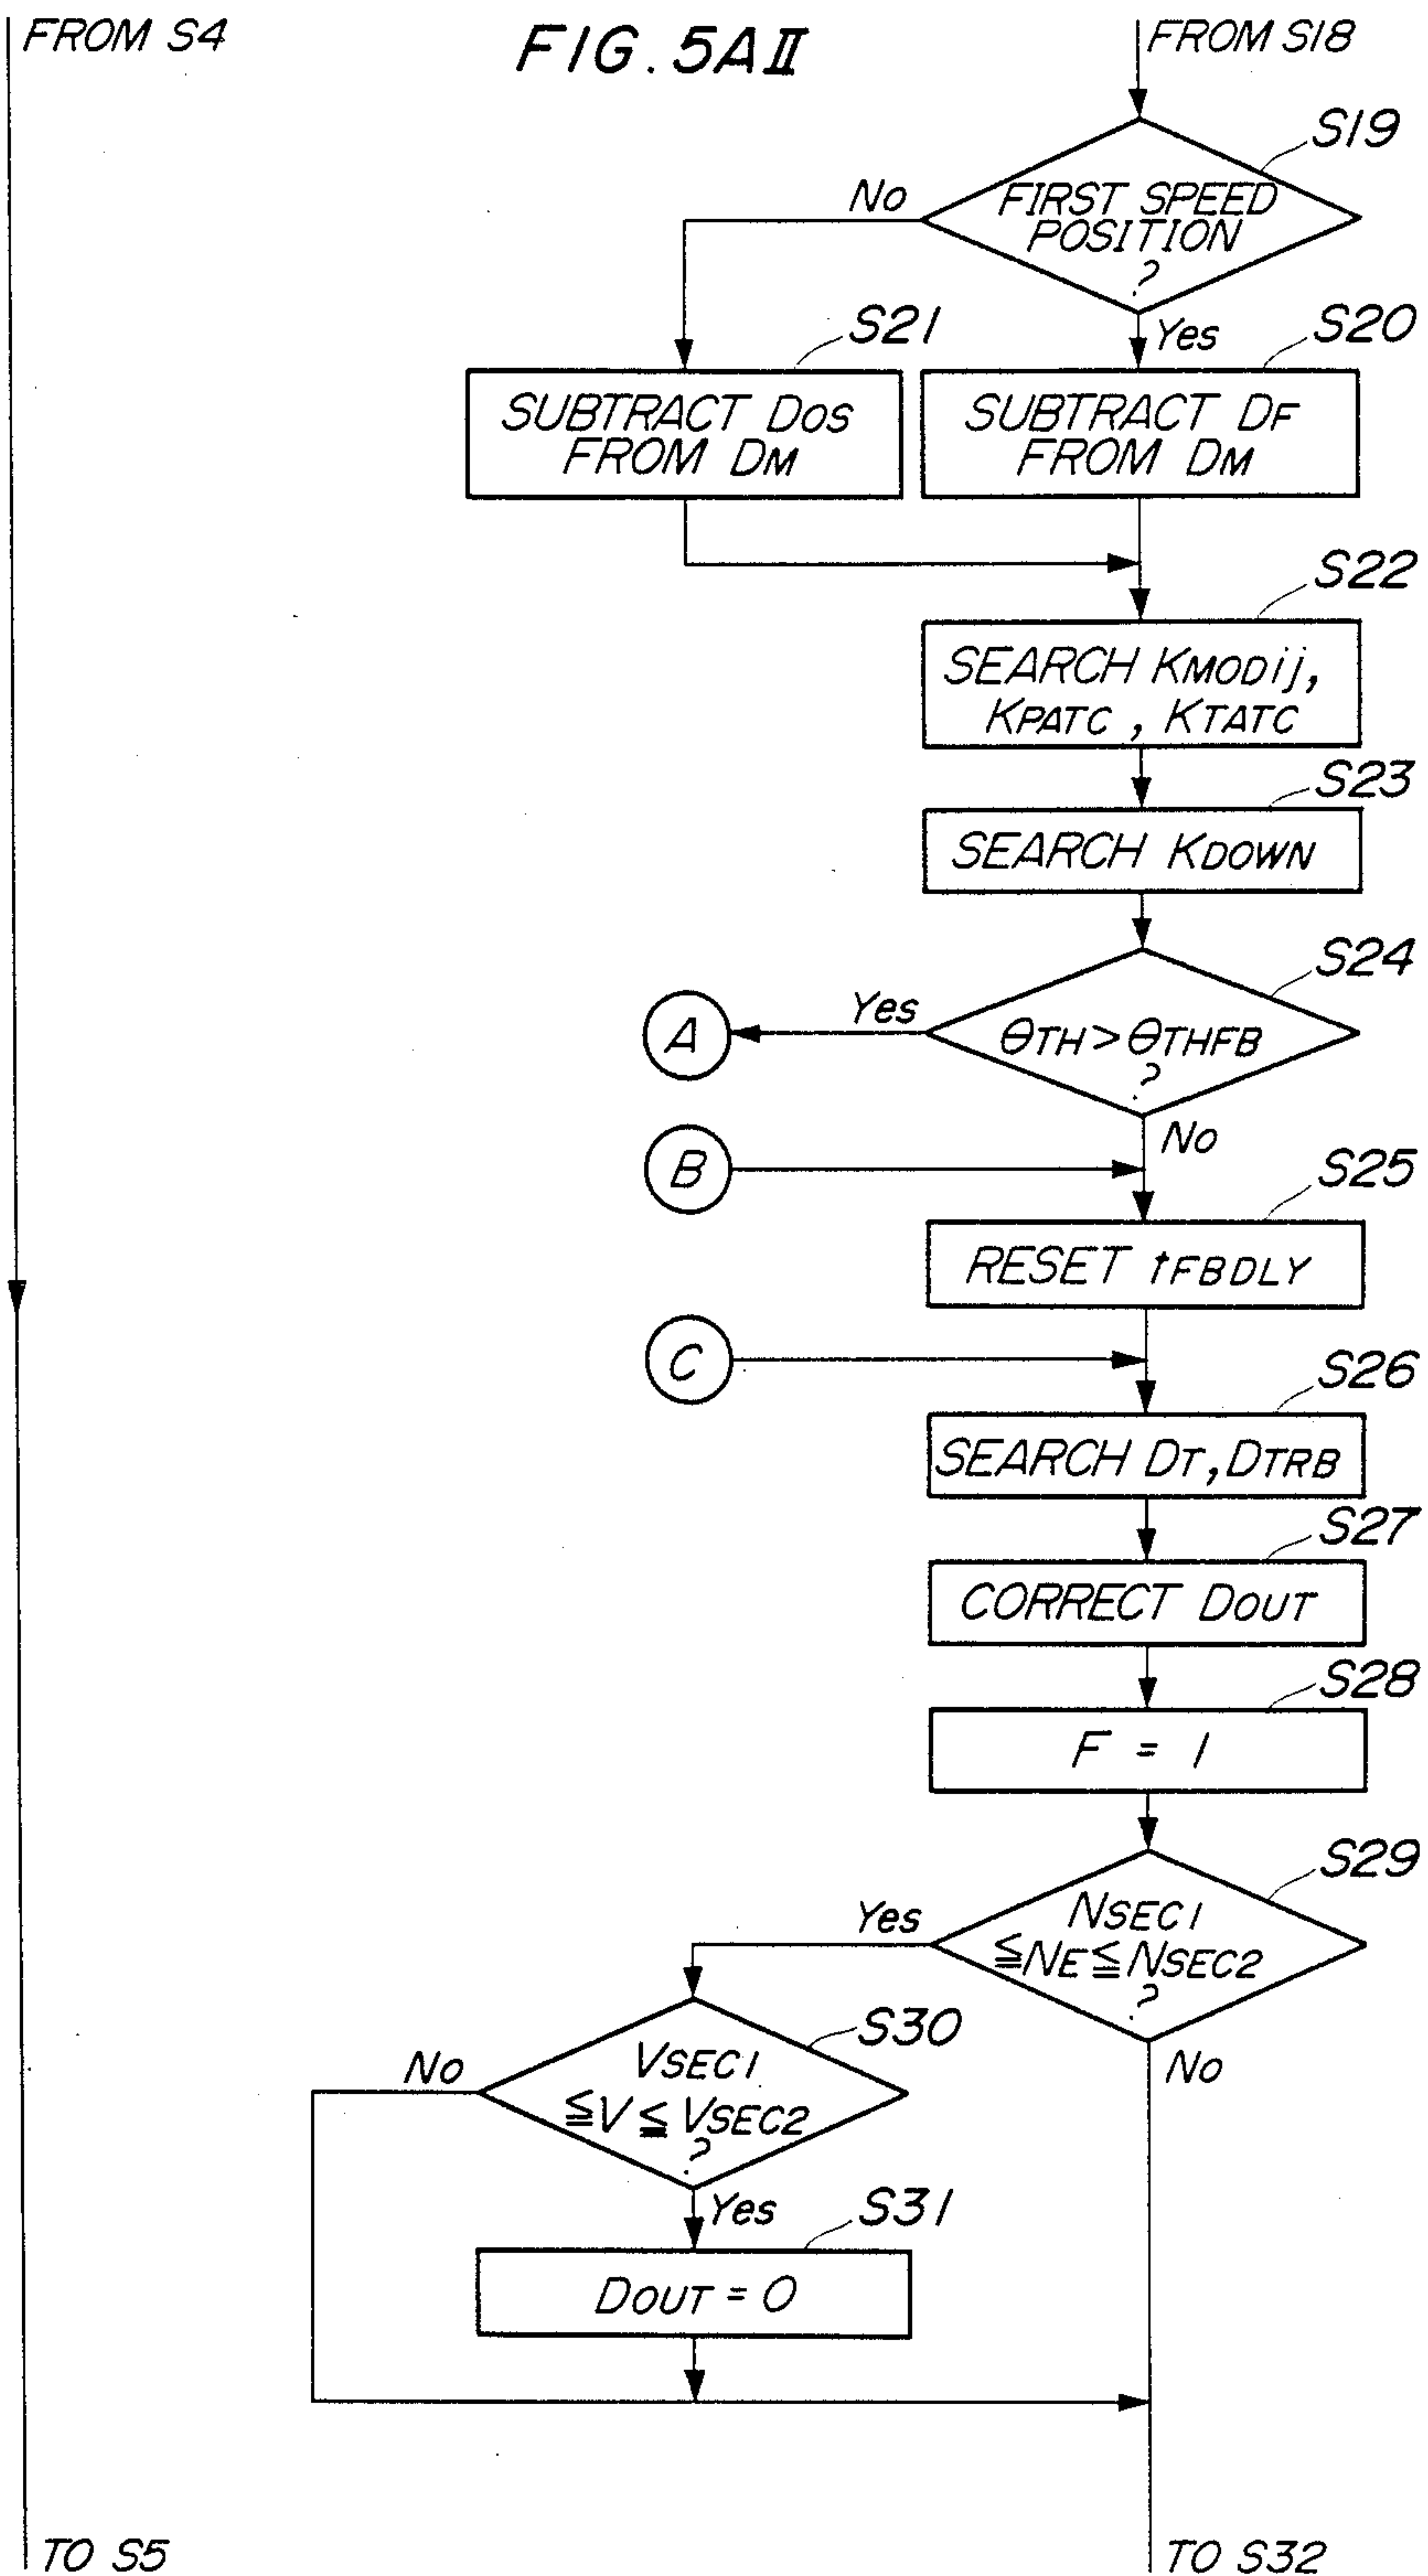 FROM S4
FIG. 5AII
FROM S18
S19
No
FIRST SPEED
POSITION
?
S21
Yes
S20
SUBTRACT DOS
FROM DM
SUBTRACT DF
FROM DM
S22
SEARCH KMODij,
KPATC , KTATC
S23
SEARCH KDOWN
S24
A
Yes
θTH > θTHFB
?
No
B
S25
RESET tFBDLY
C
S26
SEARCH DT, DTRB
S27
CORRECT DOUT
S28
F = 1
S29
Yes
NSEC1
≦NE≦NSEC2
?
S30
No
No
VSEC1
≦V≦VSEC2
?
Yes
S31
DOUT = 0
TO S5
TO S32